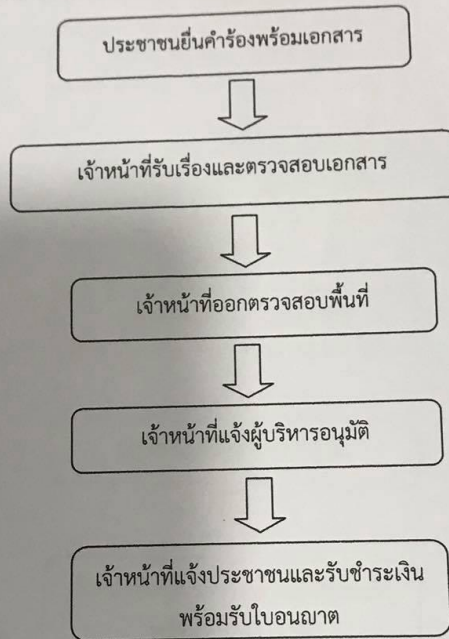 ประชาชนยื่นคำร้องพร้อมเอกสาร
เจ้าหน้าที่รับเรื่องและตรวจสอบเอกสาร
เจ้าหน้าที่ออกตรวจสอบพื้นที่
เจ้าหน้าที่แจ้งผู้บริหารอนุมัติ
เจ้าหน้าที่แจ้งประชาชนและรับชำระเงิน
พร้อมรับใบอนญาต